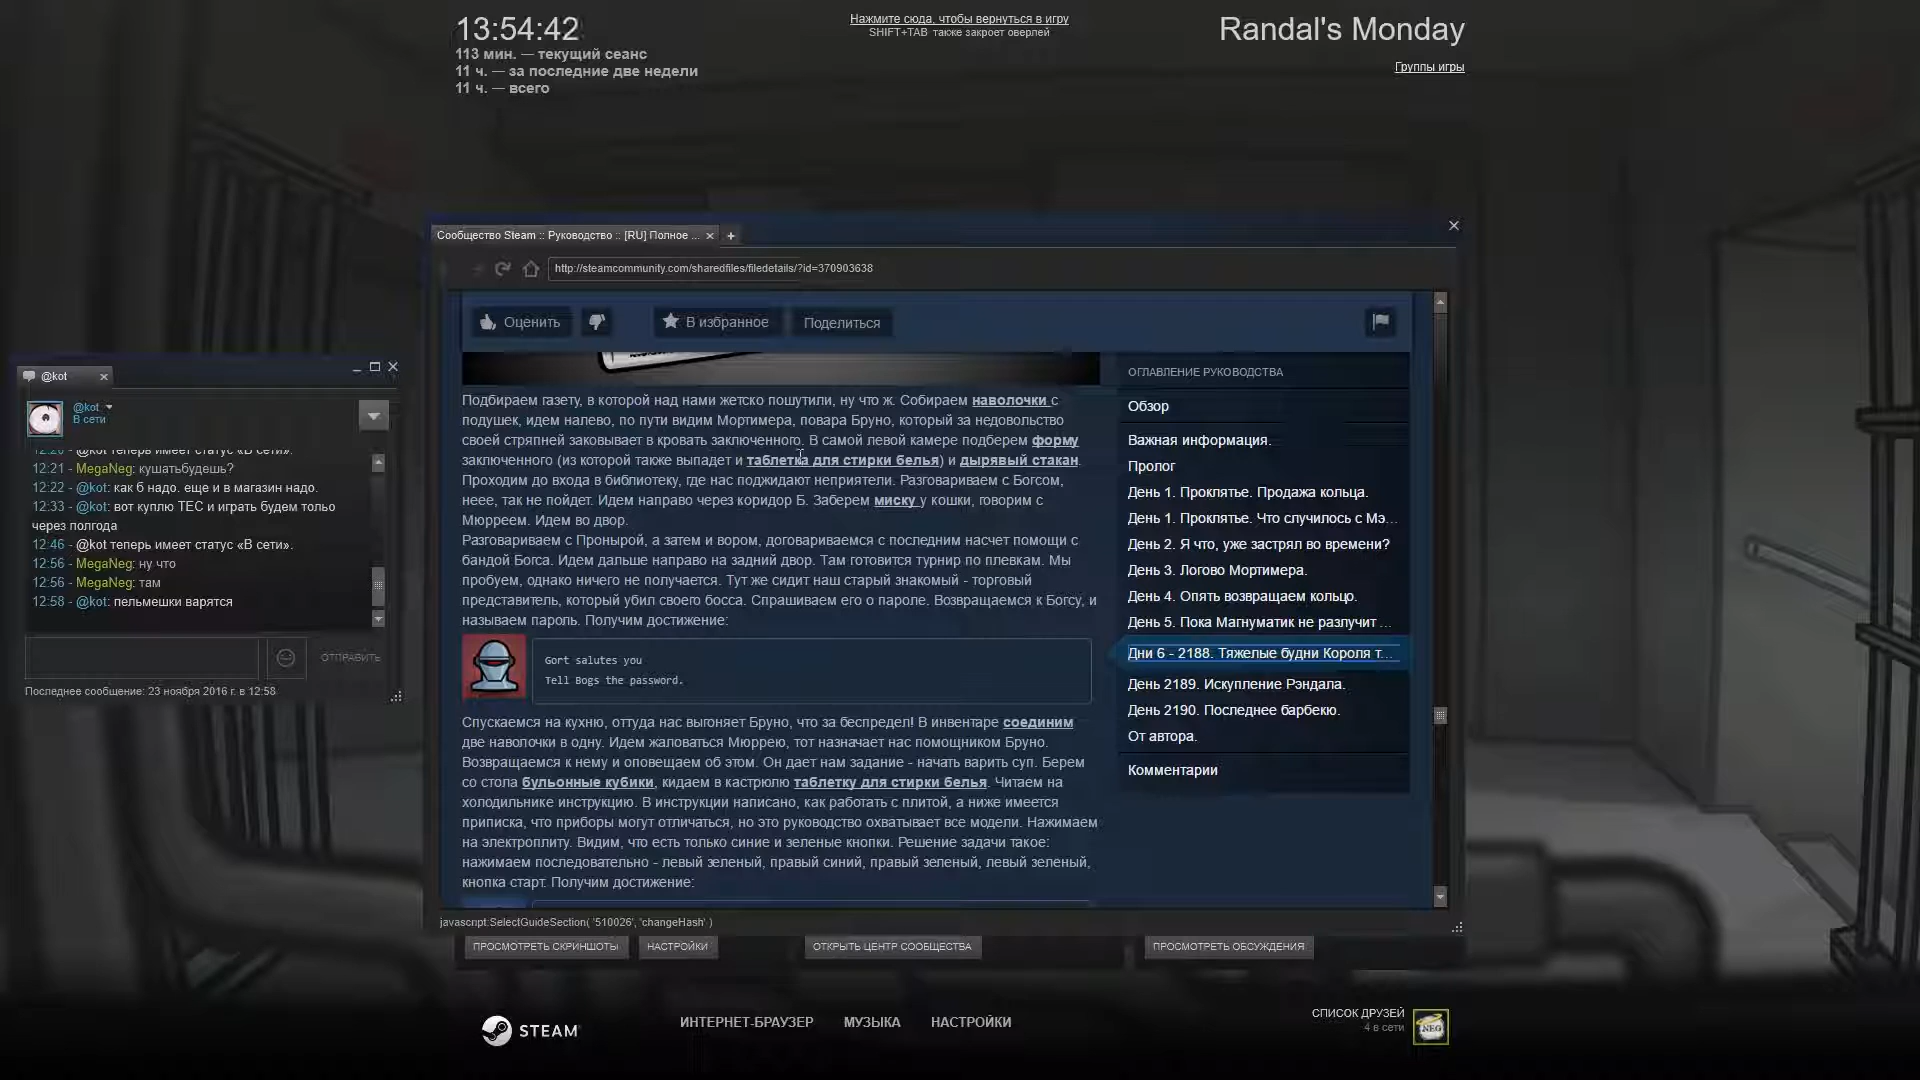 13:54:42
113 мин. — текущий сеанс
11 ч. — за последние две недели
11 ч. — всего
Нажмите сюда, чтобы вернуться в игру
SHIFT+TAB также закроет оверлей
Randal's Monday
Группы игры
Сообщество Steam :: Руководство :: [RU] Полное ...
http://steamcommunity.com/sharedfiles/filedetails/?id=370903638
Оценить
В избранное
Поделиться
Подбираем газету, в которой над нами жетско пошутили, ну что ж. Собираем наволочки с
подушек, идем налево, по пути видим Мортимера, повара Бруно, который за недовольство
своей стряпней заковывает в кровать заключенного. В самой левой камере подберем форму
заключенного (из которой также выпадет и таблетка для стирки белья) и дырявый стакан.
Проходим до входа в библиотеку, где нас поджидают неприятели. Разговариваем с Богсом,
неее, так не пойдет. Идем направо через коридор Б. Заберем миску у кошки, говорим с
Мюрреем. Идем во двор.
Разговариваем с Пронырой, а затем и вором, договариваемся с последним насчет помощи с
бандой Богса. Идем дальше направо на задний двор. Там готовится турнир по плевкам. Мы
пробуем, однако ничего не получается. Тут же сидит наш старый знакомый - торговый
представитель, который убил своего босса. Спрашиваем его о пароле. Возвращаемся к Богсу, и
называем пароль. Получим достижение:
Gort salutes you
Tell Bogs the password.
Спускаемся на кухню, оттуда нас выгоняет Бруно, что за беспредел! В инвентаре соединим
две наволочки в одну. Идем жаловаться Мюррею, тот назначает нас помощником Бруно.
Возвращаемся к нему и оповещаем об этом. Он дает нам задание - начать варить суп. Берем
со стола бульонные кубики, кидаем в кастрюлю таблетку для стирки белья. Читаем на
холодильнике инструкцию. В инструкции написано, как работать с плитой, а ниже имеется
приписка, что приборы могут отличаться, но это руководство охватывает все модели. Нажимаем
на электроплиту. Видим, что есть только синие и зеленые кнопки. Решение задачи такое:
нажимаем последовательно - левый зеленый, правый синий, правый зеленый, левый зеленый,
кнопка старт. Получим достижение:
ОГЛАВЛЕНИЕ РУКОВОДСТВА
Обзор
Важная информация.
Пролог
День 1. Проклятье. Продажа кольца.
День 1. Проклятье. Что случилось с Мэ...
День 2. Я что, уже застрял во времени?
День 3. Логово Мортимера.
День 4. Опять возвращаем кольцо.
День 5. Пока Магнуматик не разлучит ...
Дни 6 - 2188. Тяжелые будни Короля т...
День 2189. Искупление Рэндала.
День 2190. Последнее барбекю.
От автора.
Комментарии
javascript:SelectGuideSection( '510026', 'changeHash' )
@kot
@kot
В сети
12:20 - @kot теперь имеет статус «В сети».
12:21 - MegaNeg: кушатьбудешь?
12:22 - @kot: как б надо. еще и в магазин надо.
12:33 - @kot: вот куплю ТЕС и играть будем тольо
через полгода
12:46 - @kot теперь имеет статус «В сети».
12:56 - MegaNeg: ну что
12:56 - MegaNeg: там
12:58 - @kot: пельмешки варятся
ОТПРАВИТЬ
Последнее сообщение: 23 ноября 2016 г. в 12:58
ПРОСМОТРЕТЬ СКРИНШОТЫ
НАСТРОЙКИ
ОТКРЫТЬ ЦЕНТР СООБЩЕСТВА
ПРОСМОТРЕТЬ ОБСУЖДЕНИЯ
STEAM
ИНТЕРНЕТ-БРАУЗЕР
МУЗЫКА
НАСТРОЙКИ
СПИСОК ДРУЗЕЙ
4 в сети
NEG